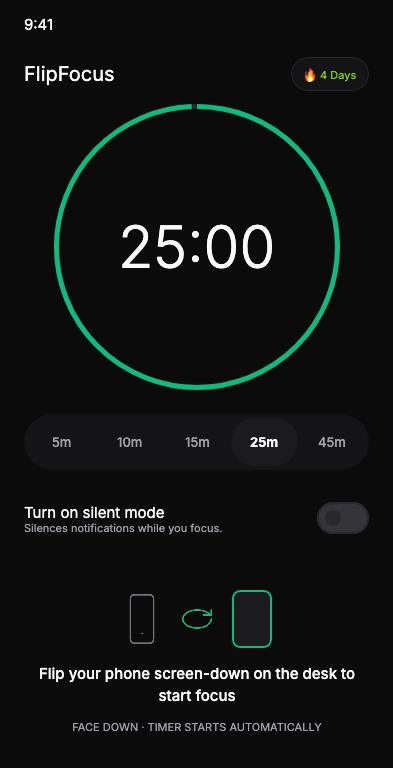 9:41
FlipFocus
🔥 4 Days
25:00
5m 10m 15m 25m 45m
Turn on silent mode
Silences notifications while you focus.
Flip your phone screen-down on the desk to
start focus
FACE DOWN · TIMER STARTS AUTOMATICALLY